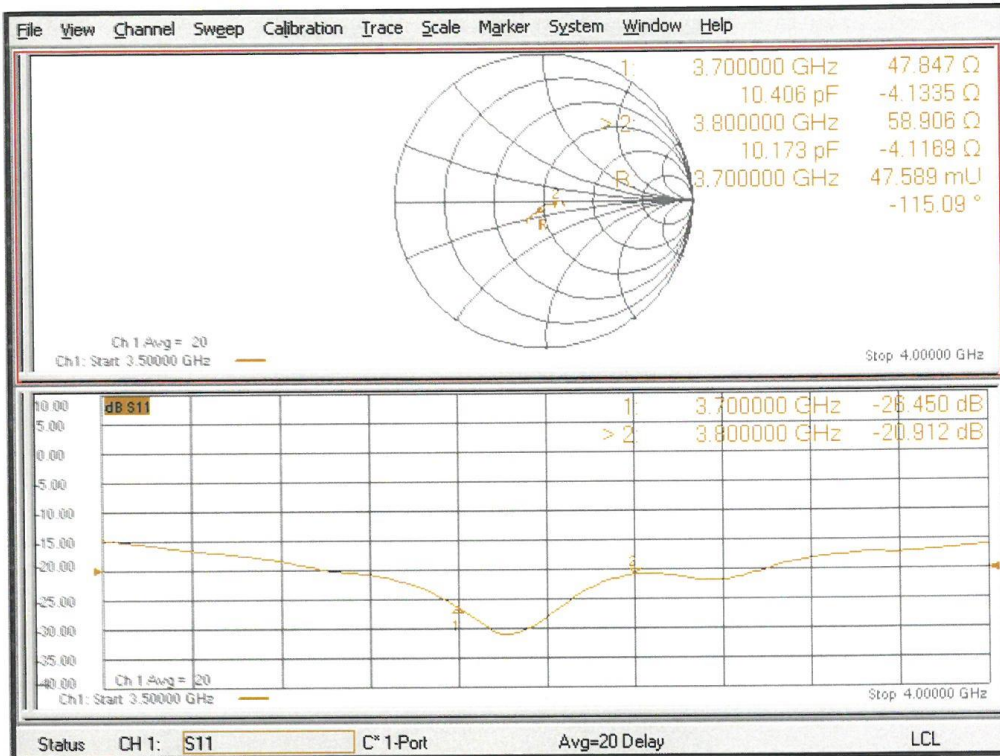 File View Channel Sweep Calibration Trace Scale Marker System Window Help
1: 3.700000 GHz 47.847 Ω
10.406 pF -4.1335 Ω
> 2: 3.800000 GHz 58.906 Ω
10.173 pF -4.1169 Ω
R: 3.700000 GHz 47.589 mU
-115.09 °
2
R
Ch 1 Avg = 20
Ch1: Start 3.50000 GHz
Stop 4.00000 GHz
10.00
dB S11
1: 3.700000 GHz -26.450 dB
5.00
> 2: 3.800000 GHz -20.912 dB
0.00
-5.00
-10.00
-15.00
-20.00
-25.00
-30.00
-35.00
-40.00
2
1
Ch 1 Avg = 20
Ch1: Start 3.50000 GHz
Stop 4.00000 GHz
Status CH 1: S11 C* 1-Port Avg=20 Delay LCL